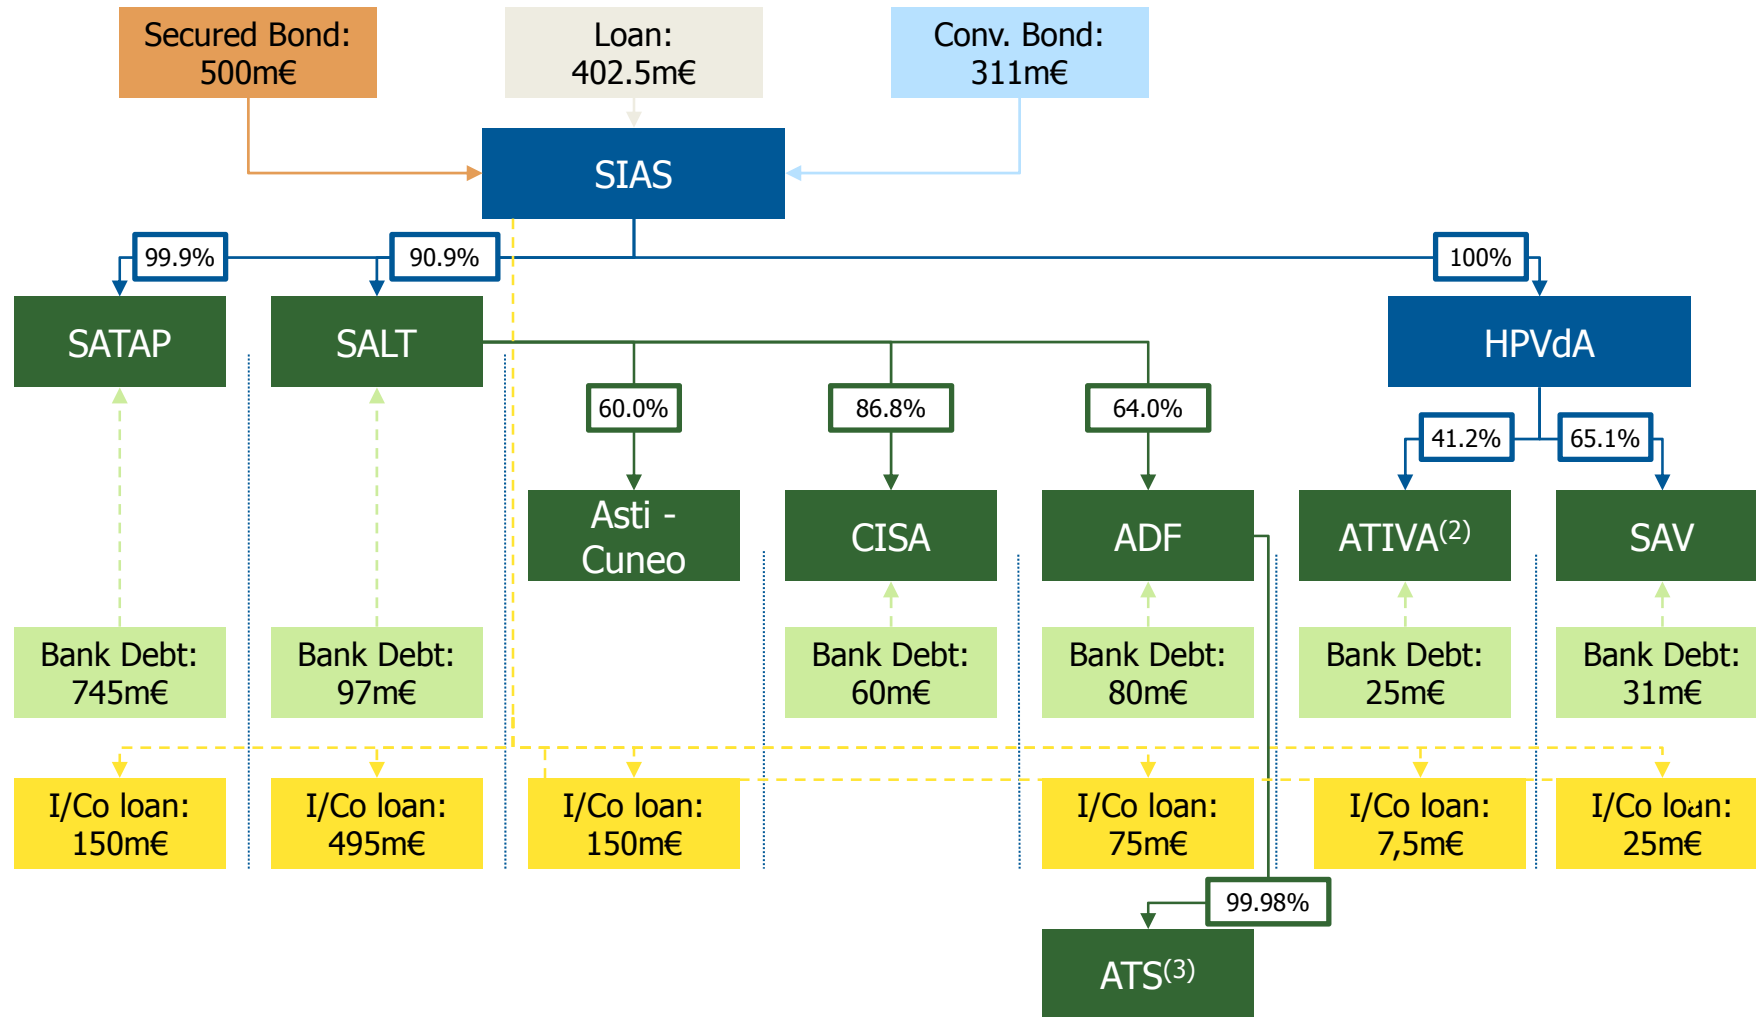 Secured Bond:
500m€
Loan:
402.5m€
Conv. Bond:
311m€
SIAS
99.9%
90.9%
100%
SATAP
SALT
HPVdA
60.0%
86.8%
64.0%
41.2%
65.1%
Asti -
Cuneo
CISA
ADF
ATIVA(2)
SAV
Bank Debt:
745m€
Bank Debt:
97m€
Bank Debt:
60m€
Bank Debt:
80m€
Bank Debt:
25m€
Bank Debt:
31m€
I/Co loan:
150m€
I/Co loan:
495m€
I/Co loan:
150m€
I/Co loan:
75m€
I/Co loan:
7,5m€
I/Co loan:
25m€
99.98%
ATS(3)